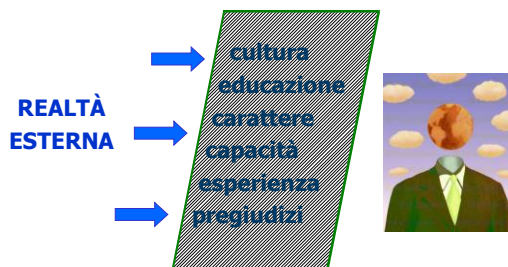 REALTÀ
ESTERNA
cultura
educazione
carattere
capacità
esperienza
pregiudizi